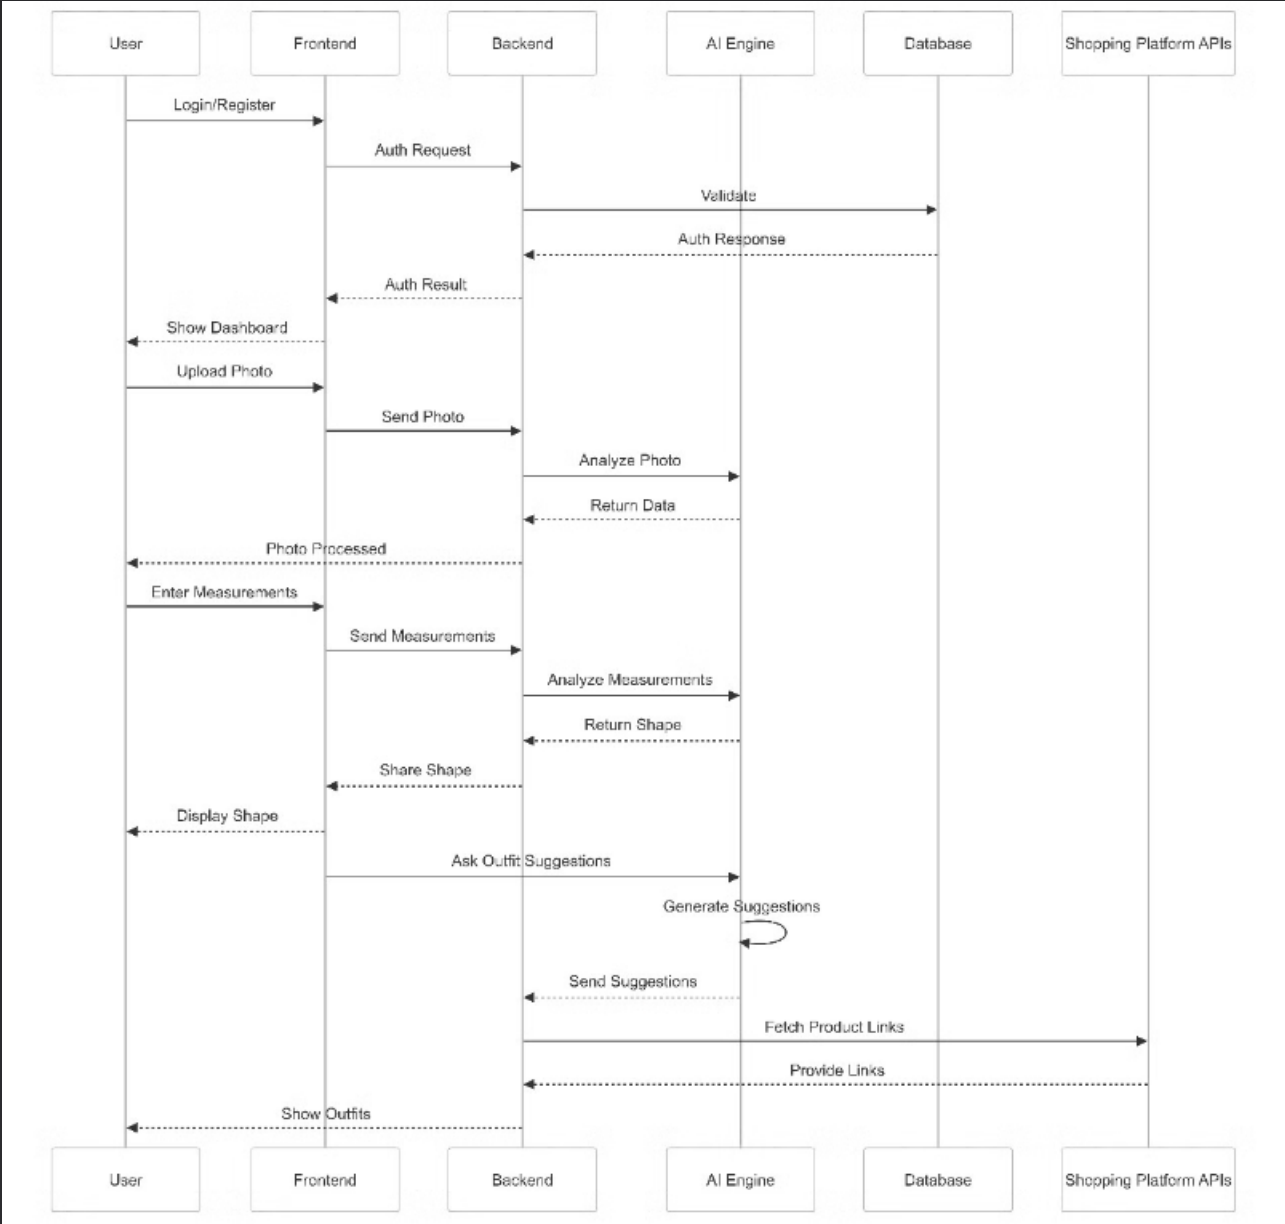 User Frontend Backend AI Engine Database Shopping Platform APIs
Login/Register
Auth Request
Validate
Auth Response
Auth Result
Show Dashboard
Upload Photo
Send Photo
Analyze Photo
Return Data
Photo Processed
Enter Measurements
Send Measurements
Analyze Measurements
Return Shape
Share Shape
Display Shape
Ask Outfit Suggestions
Generate Suggestions
Send Suggestions
Fetch Product Links
Provide Links
Show Outfits
User Frontend Backend AI Engine Database Shopping Platform APIs